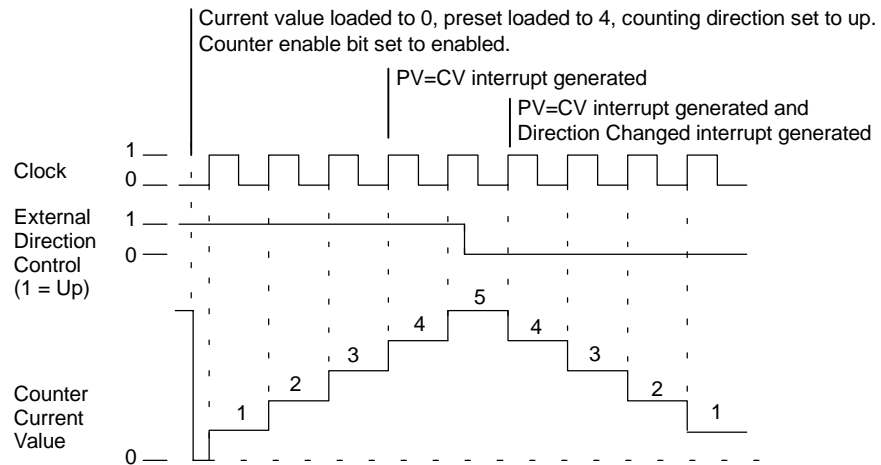 Current value loaded to 0, preset loaded to 4, counting direction set to up.
Counter enable bit set to enabled.
PV=CV interrupt generated
PV=CV interrupt generated and
Direction Changed interrupt generated
Clock
1
0
External
Direction
Control
(1 = Up)
1
0
Counter
Current
Value
0
1
2
3
4
5
4
3
2
1